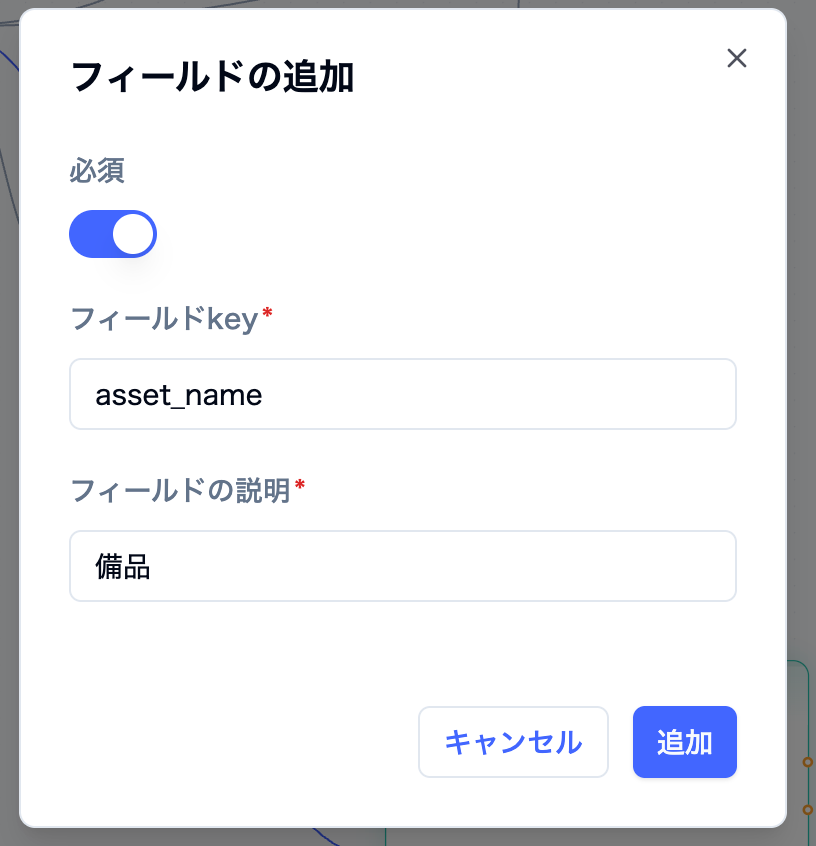 フィールドの追加
必須
フィールドkey*
asset_name
フィールドの説明*
備品
キャンセル
追加